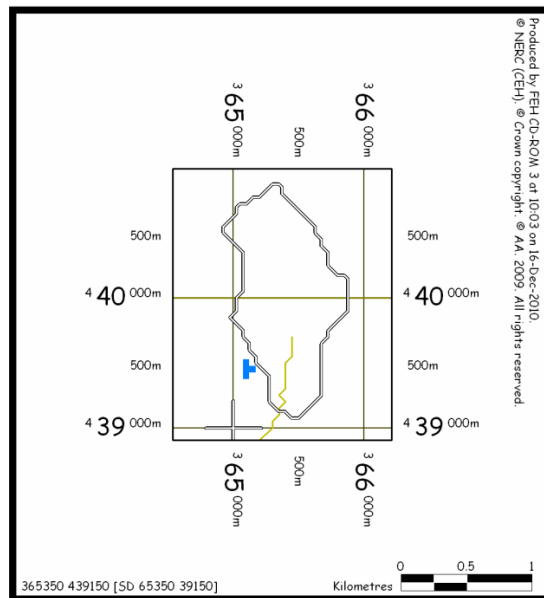 Produced by FEH CD-ROM 3 at 10:03 on 16-Dec-2010.
© NERC (CEH). © Crown copyright. © AA. 2009. All rights reserved.
3 65 000m
500m
3 66 000m
500m
500m
4 40 000m
4 40 000m
500m
500m
4 39 000m
4 39 000m
3 65 000m
500m
3 66 000m
365350 439150 [SD 65350 39150]
Kilometres
0 0.5 1